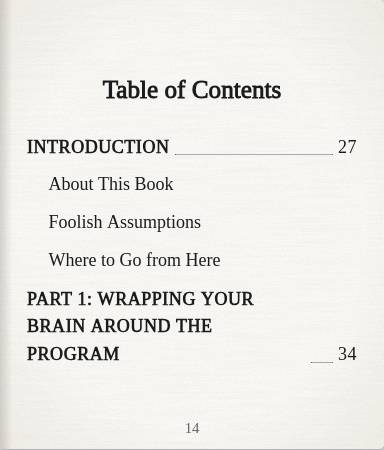 Table of Contents
INTRODUCTION 27
About This Book
Foolish Assumptions
Where to Go from Here
PART 1: WRAPPING YOUR
BRAIN AROUND THE
PROGRAM 34
14